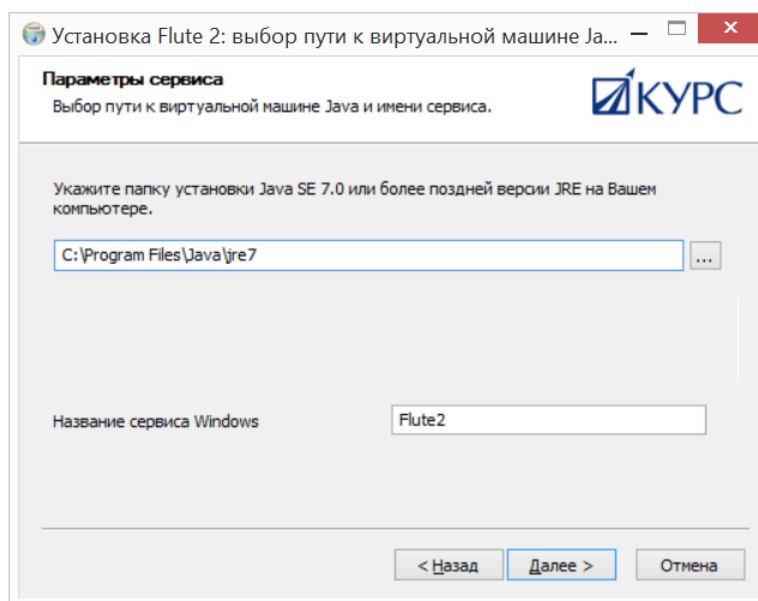 Установка Flute 2: выбор пути к виртуальной машине Ja...
Параметры сервиса
Выбор пути к виртуальной машине Java и имени сервиса.
КУРС
Укажите папку установки Java SE 7.0 или более поздней версии JRE на Вашем
компьютере.
C:\Program Files\Java\jre7
...
Название сервиса Windows
Flute2
< Назад
Далее >
Отмена